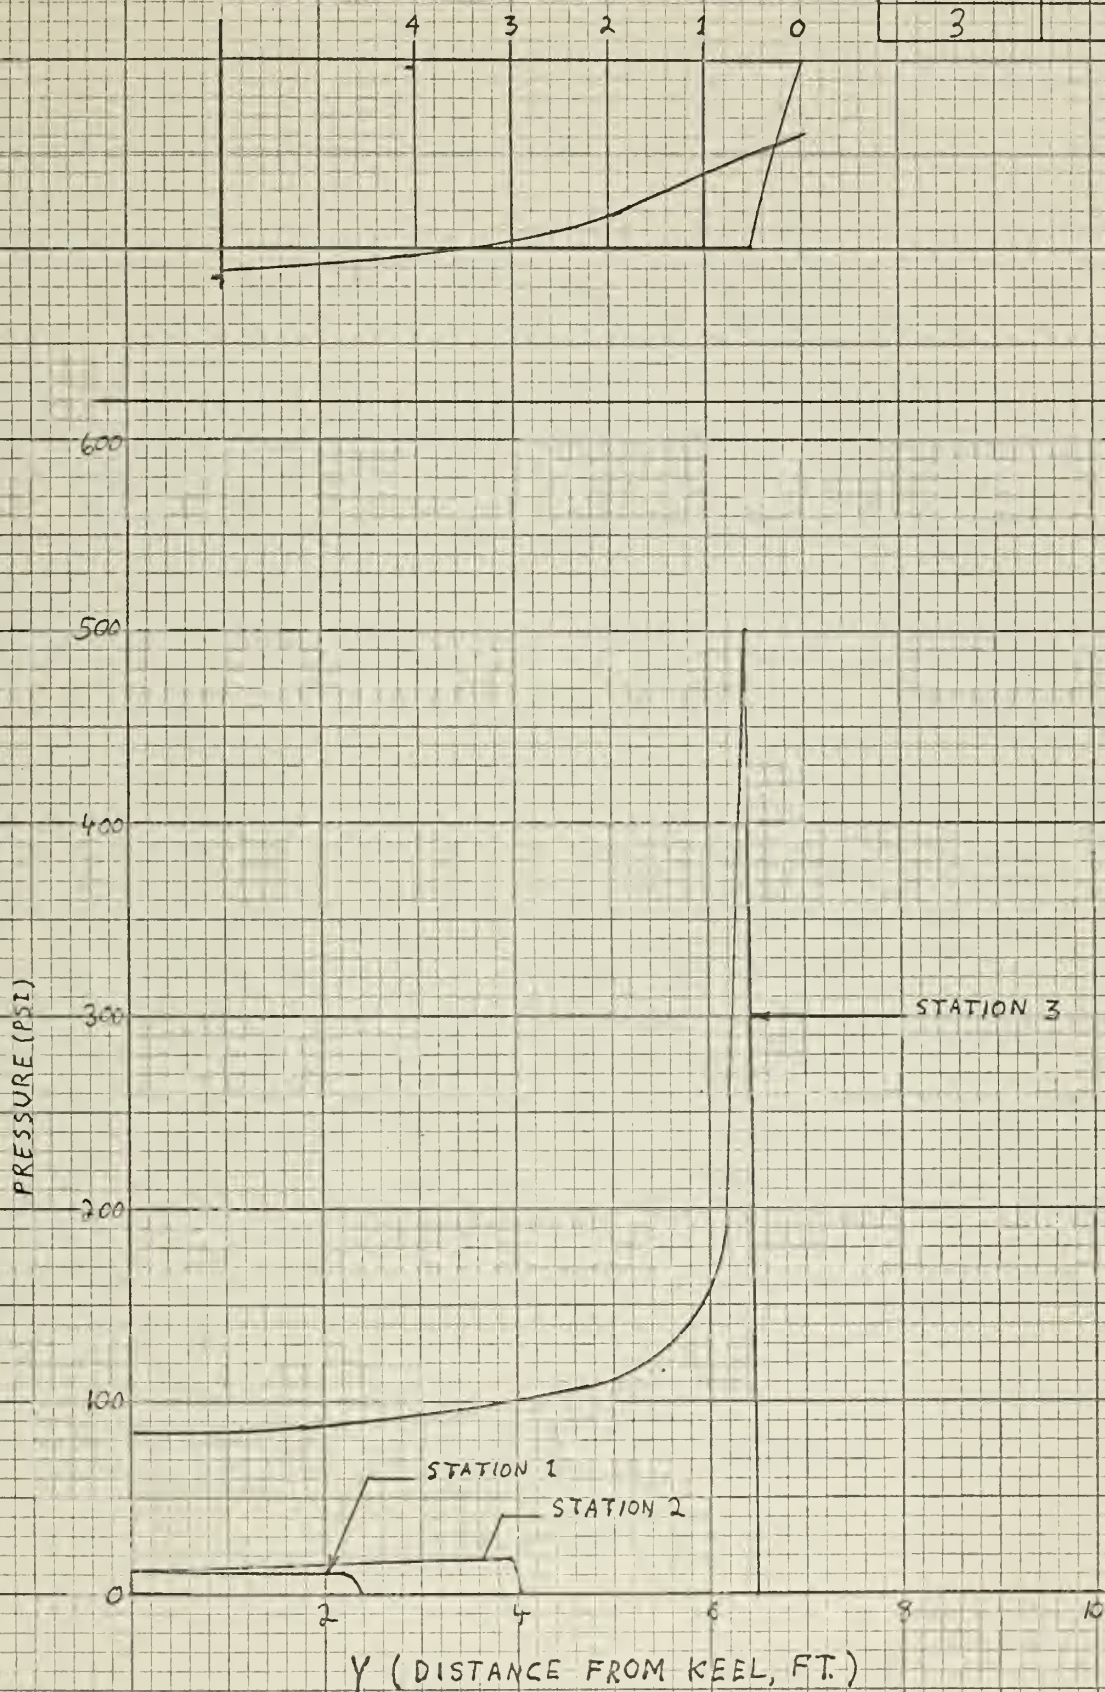 4 3 2 1 0
3
600
500
400
300
200
100
0
PRESSURE (PSI)
STATION 3
STATION 1
STATION 2
2 4 6 8 10
Y (DISTANCE FROM KEEL, FT.)